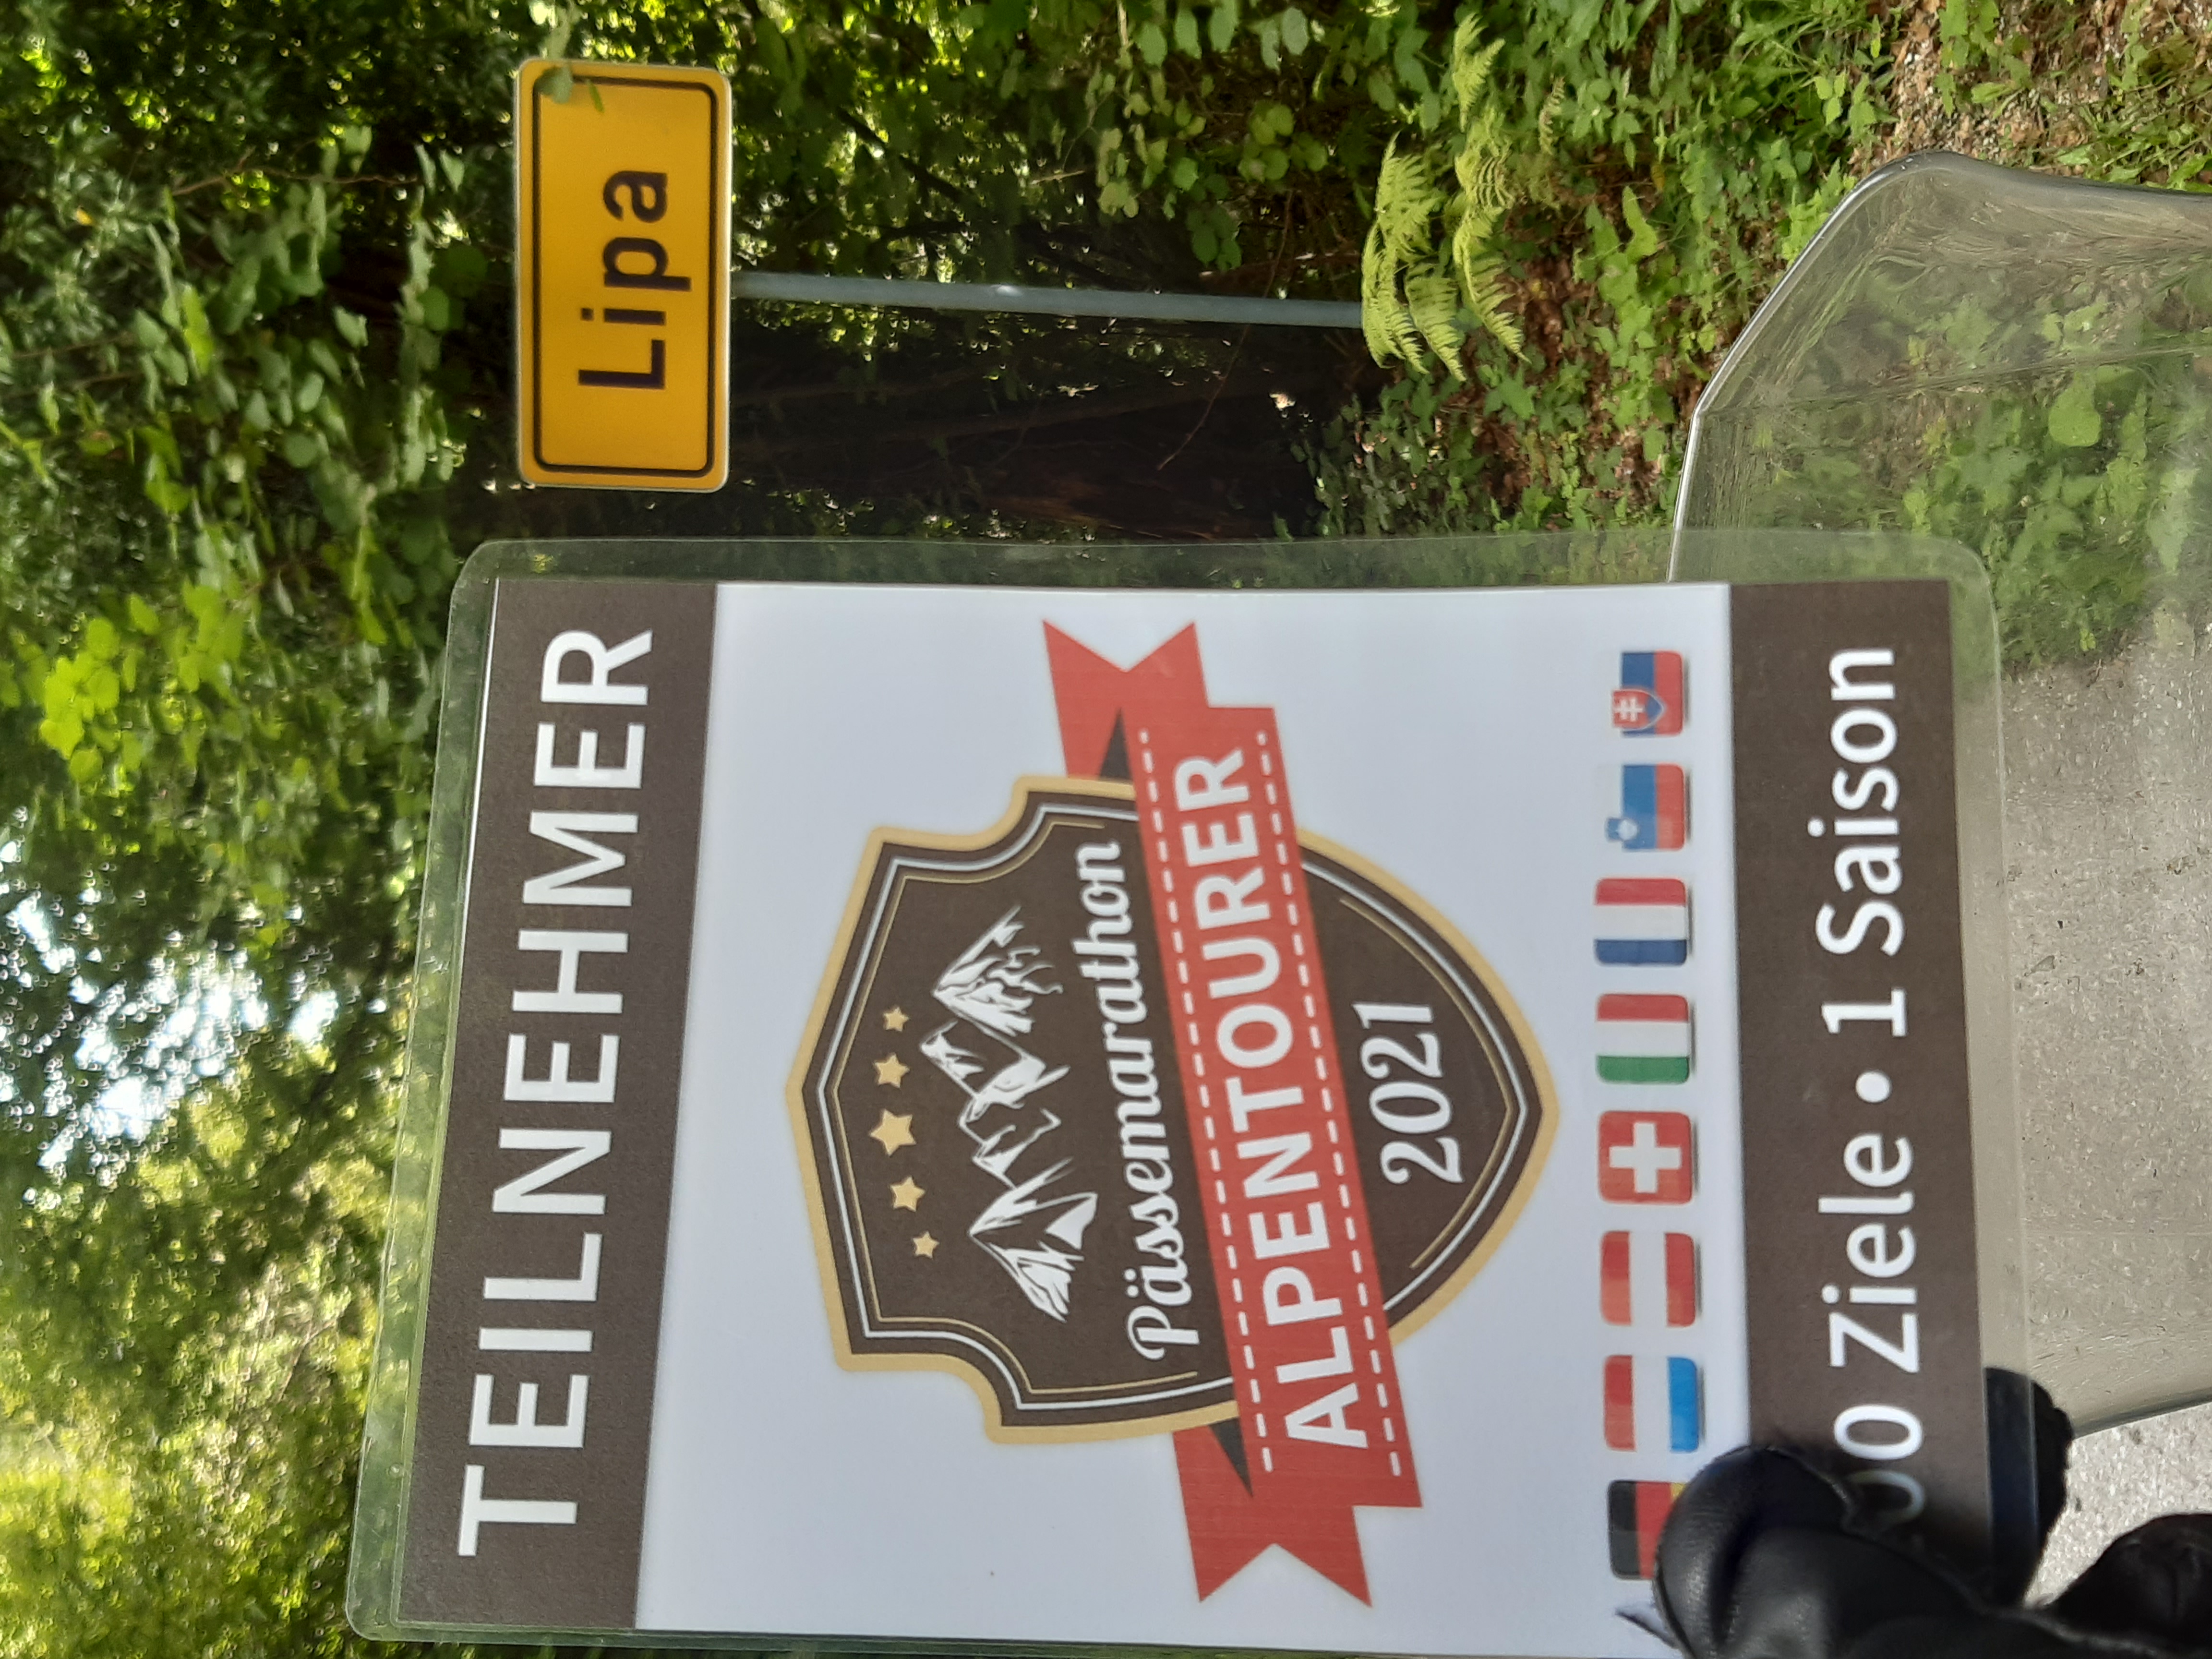 Lipa
TEILNEHMER
Pässemarathon
ALPENTOURER
2021
Ziele • 1 Saison